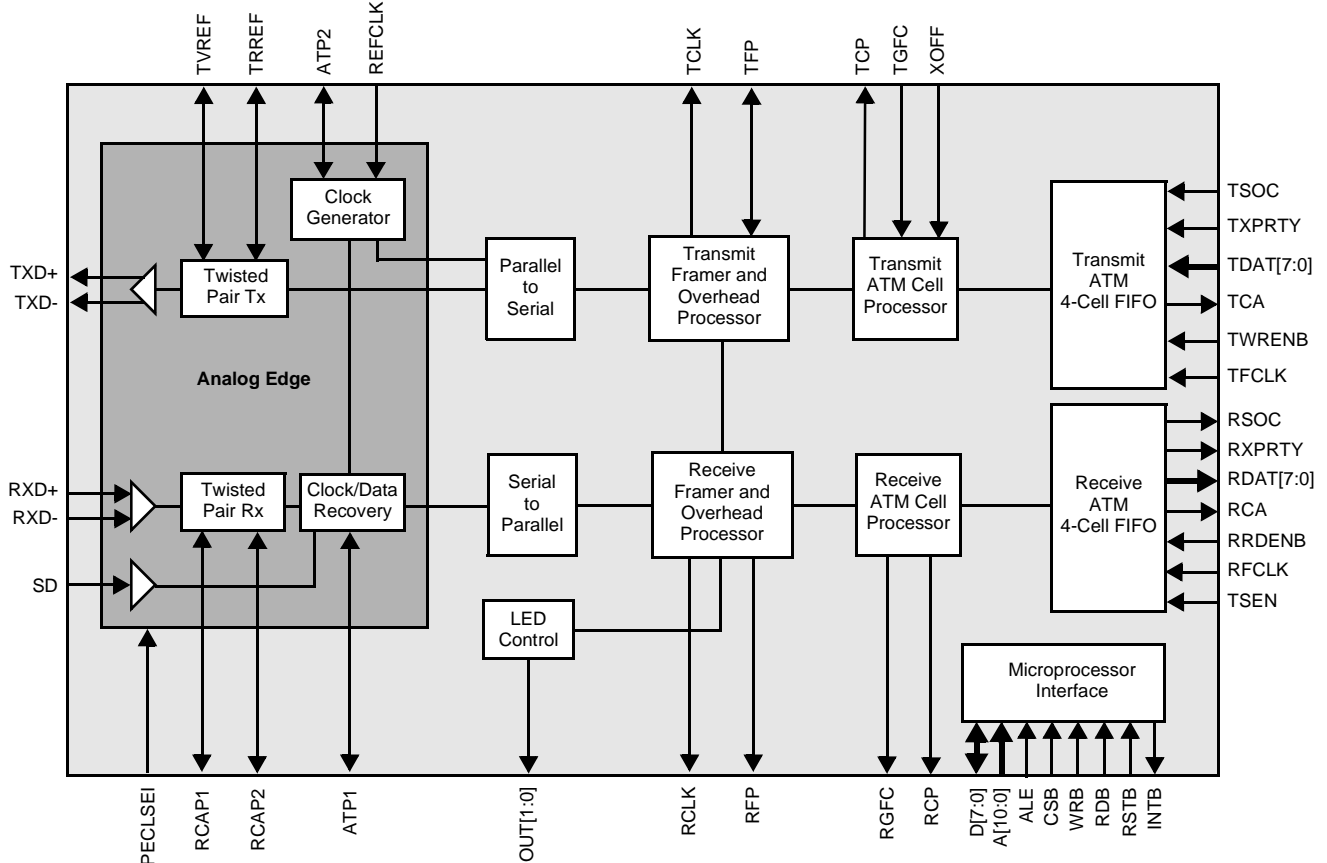 TVREF
TRREF
ATP2
REFCLK
TCLK
TFP
TCP
TGFC
XOFF
Clock
Generator
TXD+
TXD-
Twisted
Pair Tx
Parallel
to
Serial
Transmit
Framer and
Overhead
Processor
Transmit
ATM Cell
Processor
Transmit
ATM
4-Cell FIFO
TSOC
TXPRTY
TDAT[7:0]
TCA
TWRENB
TFCLK
Analog Edge
RXD+
RXD-
SD
Twisted
Pair Rx
Clock/Data
Recovery
Serial
to
Parallel
Receive
Framer and
Overhead
Processor
Receive
ATM Cell
Processor
Receive
ATM
4-Cell FIFO
RSOC
RXPRTY
RDAT[7:0]
RCA
RRDENB
RFCLK
TSEN
LED
Control
Microprocessor
Interface
PECLSEI
RCAP1
RCAP2
ATP1
OUT[1:0]
RCLK
RFP
RGFC
RCP
D[7:0]
A[10:0]
ALE
CSB
WRB
RDB
RSTB
INTB